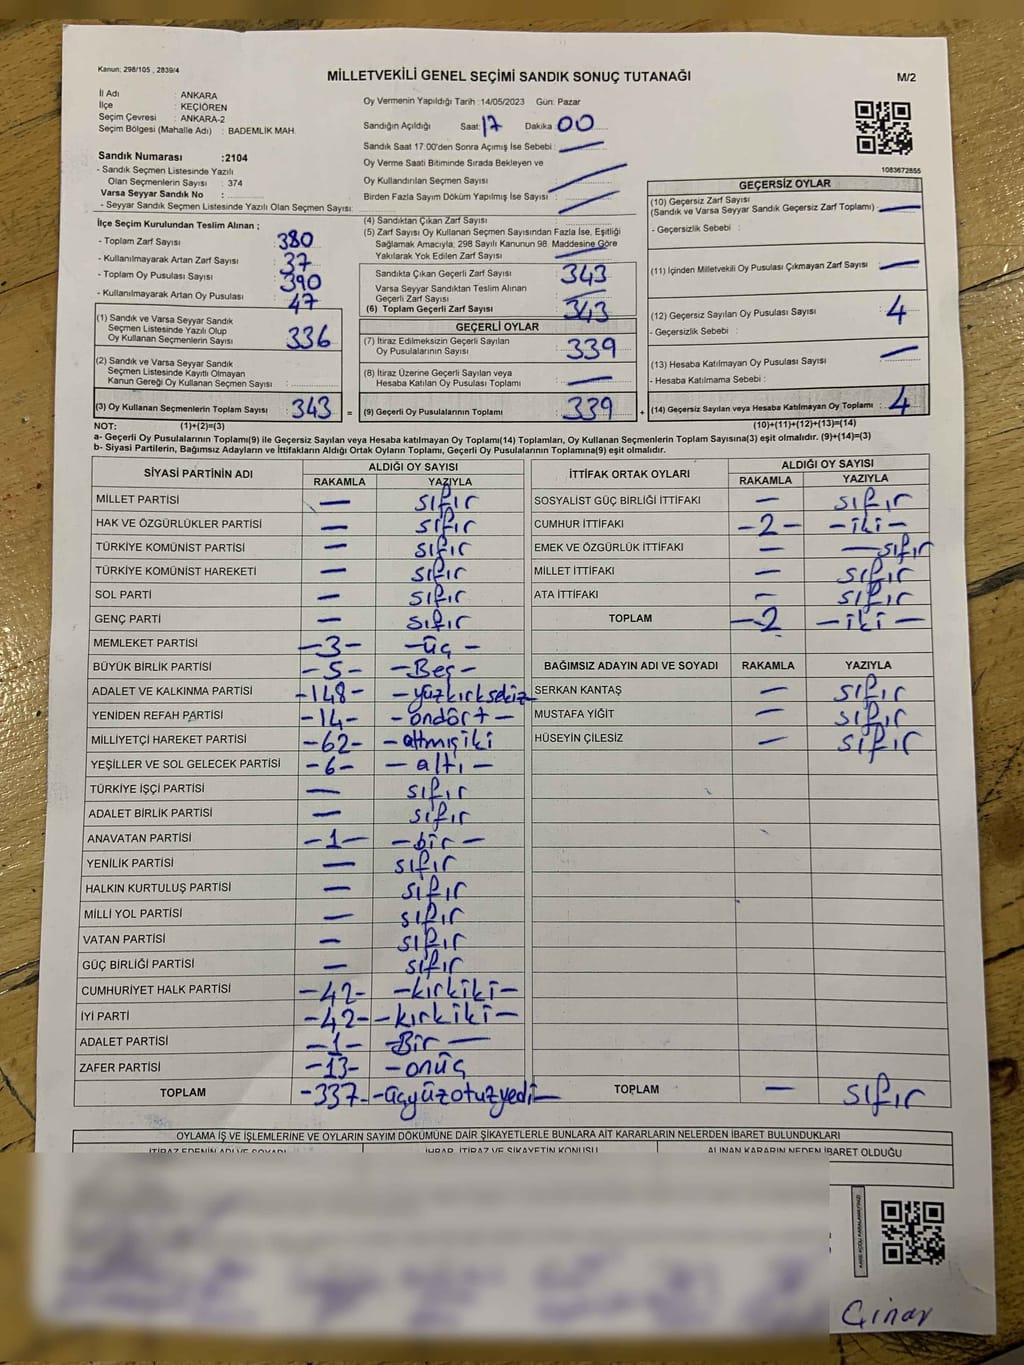 Kanun: 298/105 , 2839/4
MİLLETVEKİLİ GENEL SEÇİMİ SANDIK SONUÇ TUTANAĞI
M/2
İl Adı : ANKARA
İlçe : KEÇİÖREN
Seçim Çevresi : ANKARA-2
Seçim Bölgesi (Mahalle Adı) : BADEMLİK MAH.
Sandık Numarası :2104
- Sandık Seçmen Listesinde Yazılı
Olan Seçmenlerin Sayısı : 374
Varsa Seyyar Sandık No :
- Seyyar Sandık Seçmen Listesinde Yazılı Olan Seçmen Sayısı:
Oy Vermenin Yapıldığı Tarih :14/05/2023 Gün: Pazar
Sandığın Açıldığı Saat: 17 Dakika : 00
Sandık Saat 17:00'den Sonra Açımış İse Sebebi : —
Oy Verme Saati Bitiminde Sırada Bekleyen ve
Oy Kullandırılan Seçmen Sayısı —
Birden Fazla Sayım Döküm Yapılmış İse Sayısı : —
1083672855
İlçe Seçim Kurulundan Teslim Alınan ;
- Toplam Zarf Sayısı : 380
- Kullanılmayarak Artan Zarf Sayısı : 37
- Toplam Oy Pusulası Sayısı : 390
- Kullanılmayarak Artan Oy Pusulası : 47
(1) Sandık ve Varsa Seyyar Sandık
Seçmen Listesinde Yazılı Olup
Oy Kullanan Seçmenlerin Sayısı : 336
(2) Sandık ve Varsa Seyyar Sandık
Seçmen Listesinde Kayıtlı Olmayan
Kanun Gereği Oy Kullanan Seçmen Sayısı :
(3) Oy Kullanan Seçmenlerin Toplam Sayısı : 343 =
(4) Sandıktan Çıkan Zarf Sayısı :
(5) Zarf Sayısı Oy Kullanan Seçmen Sayısından Fazla İse, Eşitliği
Sağlamak Amacıyla, 298 Sayılı Kanunun 98. Maddesine Göre
Yakılarak Yok Edilen Zarf Sayısı : —
Sandıkta Çıkan Geçerli Zarf Sayısı : 343
Varsa Seyyar Sandıktan Teslim Alınan
Geçerli Zarf Sayısı : —
(6) Toplam Geçerli Zarf Sayısı : 343
GEÇERLİ OYLAR
(7) İtiraz Edilmeksizin Geçerli Sayılan
Oy Pusulalarının Sayısı : 339
(8) İtiraz Üzerine Geçerli Sayılan veya
Hesaba Katılan Oy Pusulası Toplamı : —
(9) Geçerli Oy Pusulalarının Toplamı : 339 +
GEÇERSİZ OYLAR
(10) Geçersiz Zarf Sayısı
(Sandık ve Varsa Seyyar Sandık Geçersiz Zarf Toplamı) : —
- Geçersizlik Sebebi :
(11) İçinden Milletvekili Oy Pusulası Çıkmayan Zarf Sayısı : —
(12) Geçersiz Sayılan Oy Pusulası Sayısı : 4
- Geçersizlik Sebebi :
(13) Hesaba Katılmayan Oy Pusulası Sayısı : —
- Hesaba Katılmama Sebebi :
(14) Geçersiz Sayılan veya Hesaba Katılmayan Oy Toplamı : 4
NOT: (1)+(2)=(3)
(10)+(11)+(12)+(13)=(14)
a- Geçerli Oy Pusulalarının Toplamı(9) ile Geçersiz Sayılan veya Hesaba katılmayan Oy Toplamı(14) Toplamları, Oy Kullanan Seçmenlerin Toplam Sayısına(3) eşit olmalıdır. (9)+(14)=(3)
b- Siyasi Partilerin, Bağımsız Adayların ve İttifakların Aldığı Ortak Oyların Toplamı, Geçerli Oy Pusulalarının Toplamına(9) eşit olmalıdır.
SİYASİ PARTİNİN ADI ALDIĞI OY SAYISI
RAKAMLA YAZIYLA
MİLLET PARTİSİ — sıfır
HAK VE ÖZGÜRLÜKLER PARTİSİ — sıfır
TÜRKİYE KOMÜNİST PARTİSİ — sıfır
TÜRKİYE KOMÜNİST HAREKETİ — sıfır
SOL PARTİ — sıfır
GENÇ PARTİ — sıfır
MEMLEKET PARTİSİ -3- -üç-
BÜYÜK BİRLİK PARTİSİ -5- -Beş-
ADALET VE KALKINMA PARTİSİ -148- -yüzkırksekiz
YENİDEN REFAH PARTİSİ -14- -ondört-
MİLLİYETÇİ HAREKET PARTİSİ -62- -altmışiki
YEŞİLLER VE SOL GELECEK PARTİSİ -6- -altı-
TÜRKİYE İŞÇİ PARTİSİ — sıfır
ADALET BİRLİK PARTİSİ — sıfır
ANAVATAN PARTİSİ -1- -bir-
YENİLİK PARTİSİ — sıfır
HALKIN KURTULUŞ PARTİSİ — sıfır
MİLLİ YOL PARTİSİ — sıfır
VATAN PARTİSİ — sıfır
GÜÇ BİRLİĞİ PARTİSİ — sıfır
CUMHURİYET HALK PARTİSİ -42- -kırkiki-
İYİ PARTİ -42- -kırkiki-
ADALET PARTİSİ -1- -Bir-
ZAFER PARTİSİ -13- -onüç
TOPLAM -337- -üçyüzotuzyedi-
İTTİFAK ORTAK OYLARI ALDIĞI OY SAYISI
RAKAMLA YAZIYLA
SOSYALİST GÜÇ BİRLİĞİ İTTİFAKI — sıfır
CUMHUR İTTİFAKI -2- -iki-
EMEK VE ÖZGÜRLÜK İTTİFAKI — —sıfır
MİLLET İTTİFAKI — sıfır
ATA İTTİFAKI — sıfır
TOPLAM -2 -iki-
BAĞIMSIZ ADAYIN ADI VE SOYADI RAKAMLA YAZIYLA
SERKAN KANTAŞ — sıfır
MUSTAFA YİĞİT — sıfır
HÜSEYİN ÇİLESİZ — sıfır
TOPLAM — sıfır
OYLAMA İŞ VE İŞLEMLERİNE VE OYLARIN SAYIM DÖKÜMÜNE DAİR ŞİKAYETLERLE BUNLARA AİT KARARLARIN NELERDEN İBARET BULUNDUKLARI
İTİRAZ EDENİN ADI VE SOYADI İHBAR, İTİRAZ VE ŞİKAYETİN KONUSU ALINAN KARARIN NEDEN İBARET OLDUĞU
Çınar